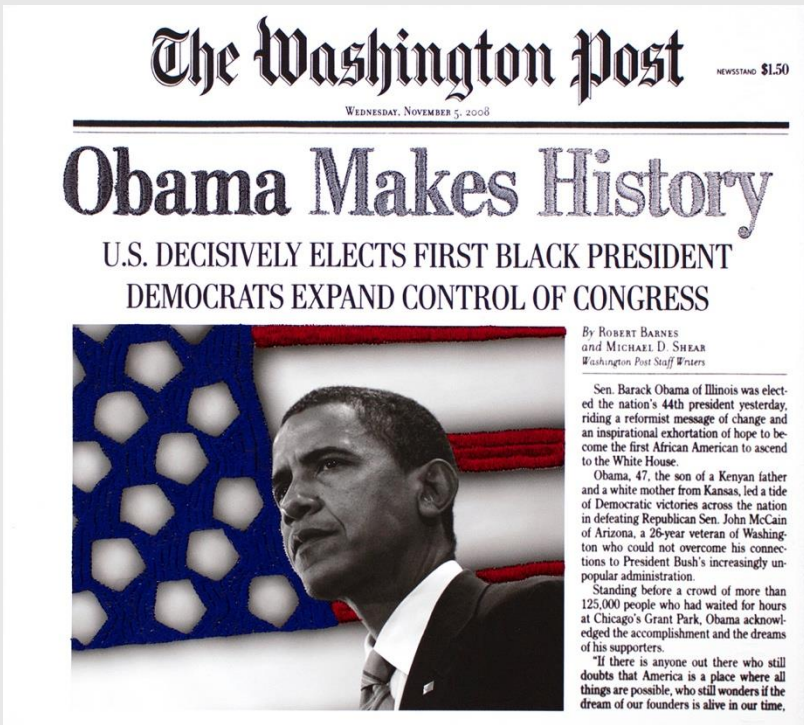 The Washington Post
NEWSSTAND $1.50
WEDNESDAY, NOVEMBER 5, 2008
Obama Makes History
U.S. DECISIVELY ELECTS FIRST BLACK PRESIDENT
DEMOCRATS EXPAND CONTROL OF CONGRESS
By ROBERT BARNES
and MICHAEL D. SHEAR
Washington Post Staff Writers
Sen. Barack Obama of Illinois was elect-
ed the nation's 44th president yesterday,
riding a reformist message of change and
an inspirational exhortation of hope to be-
come the first African American to ascend
to the White House.
Obama, 47, the son of a Kenyan father
and a white mother from Kansas, led a tide
of Democratic victories across the nation
in defeating Republican Sen. John McCain
of Arizona, a 26-year veteran of Washing-
ton who could not overcome his connec-
tions to President Bush's increasingly un-
popular administration.
Standing before a crowd of more than
125,000 people who had waited for hours
at Chicago's Grant Park, Obama acknowl-
edged the accomplishment and the dreams
of his supporters.
"If there is anyone out there who still
doubts that America is a place where all
things are possible, who still wonders if the
dream of our founders is alive in our time,